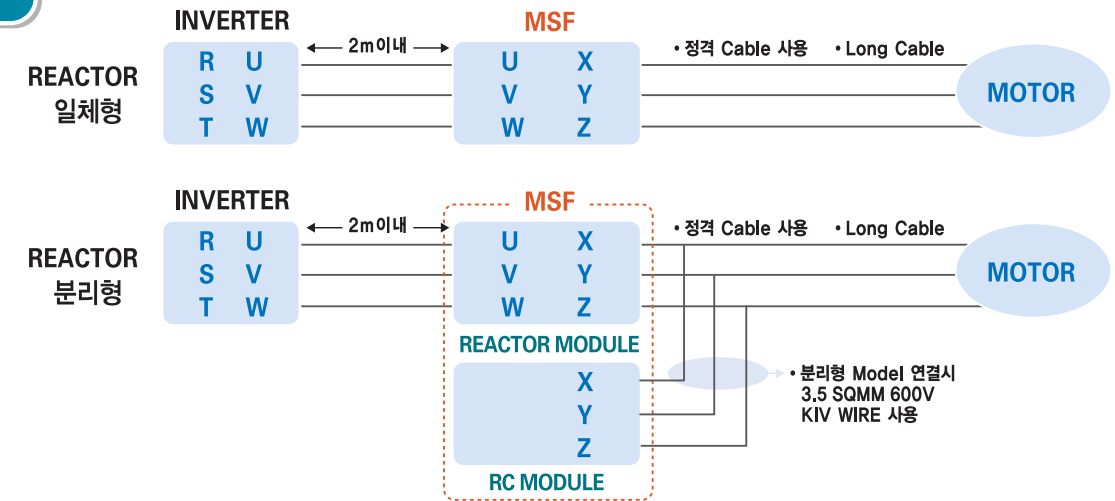 INVERTER
MSF
REACTOR
일체형
R U
S V
T W
2m이내
U X
V Y
W Z
• 정격 Cable 사용 • Long Cable
MOTOR
INVERTER
MSF
REACTOR
분리형
R U
S V
T W
2m이내
U X
V Y
W Z
• 정격 Cable 사용 • Long Cable
MOTOR
REACTOR MODULE
X
Y
Z
RC MODULE
• 분리형 Model 연결시
3.5 SQMM 600V
KIV WIRE 사용